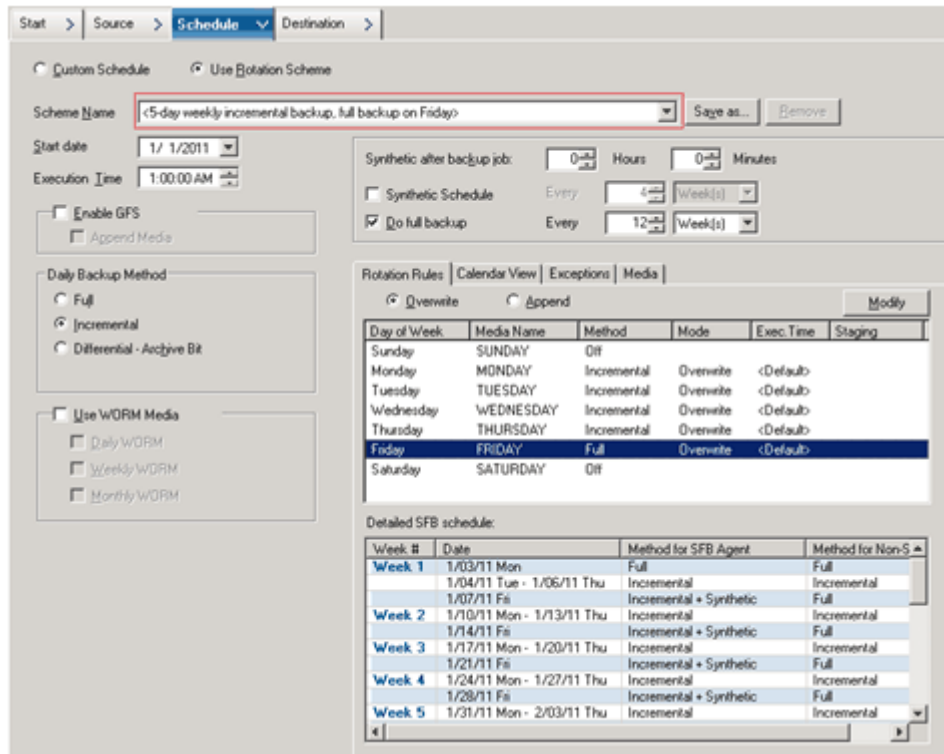 Start > Source > Schedule Destination >
Custom Schedule Use Rotation Scheme
Scheme Name <5-day weekly incremental backup, full backup on Friday> Save as... Remove
Start date 1/ 1/2011
Execution Time 1:00:00 AM
Synthetic after backup job: 0 Hours 0 Minutes
Synthetic Schedule Every 4 Week(s)
Do full backup Every 12 Week(s)
Enable GFS
Append Media
Daily Backup Method
Full
Incremental
Differential - Archive Bit
Use WORM Media
Daily WORM
Weekly WORM
Monthly WORM
Rotation Rules Calendar View Exceptions Media
Overwrite Append Modify
Day of Week Media Name Method Mode Exec.Time Staging
Sunday SUNDAY Off
Monday MONDAY Incremental Overwrite <Default>
Tuesday TUESDAY Incremental Overwrite <Default>
Wednesday WEDNESDAY Incremental Overwrite <Default>
Thursday THURSDAY Incremental Overwrite <Default>
Friday FRIDAY Full Overwrite <Default>
Saturday SATURDAY Off
Detailed SFB schedule:
Week # Date Method for SFB Agent Method for Non-S
Week 1 1/03/11 Mon Full Full
1/04/11 Tue - 1/06/11 Thu Incremental Incremental
1/07/11 Fri Incremental + Synthetic Full
Week 2 1/10/11 Mon - 1/13/11 Thu Incremental Incremental
1/14/11 Fri Incremental + Synthetic Full
Week 3 1/17/11 Mon - 1/20/11 Thu Incremental Incremental
1/21/11 Fri Incremental + Synthetic Full
Week 4 1/24/11 Mon - 1/27/11 Thu Incremental Incremental
1/28/11 Fri Incremental + Synthetic Full
Week 5 1/31/11 Mon - 2/03/11 Thu Incremental Incremental